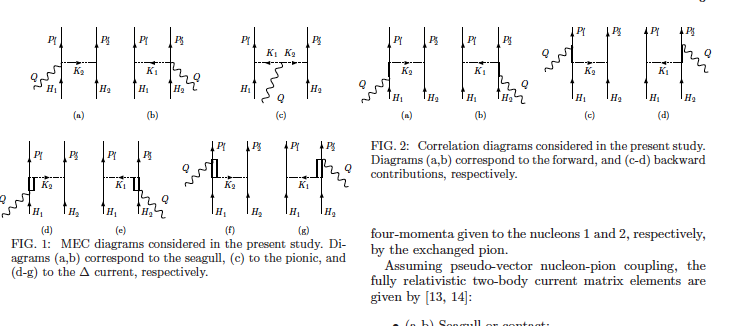 P′₁ P′₂ P′₁ P′₂ P′₁ P′₂
K₂ K₁ K₁ K₂
Q H₁ H₂ H₁ H₂ Q H₁ Q H₂
(a) (b) (c)
P′₁ P′₂ P′₁ P′₂ P′₁ P′₂ P′₁ P′₂
K₂ K₁ Q K₂ K₁ Q
Q H₁ H₂ H₁ H₂ Q H₁ H₂ H₁ H₂
(d) (e) (f) (g)
FIG. 1: MEC diagrams considered in the present study. Di-
agrams (a,b) correspond to the seagull, (c) to the pionic, and
(d-g) to the Δ current, respectively.
P′₁ P′₂ P′₁ P′₂ P′₁ P′₂ P′₁ P′₂
K₂ K₁ Q K₂ K₁ Q
Q H₁ H₂ H₁ H₂ Q H₁ H₂ H₁ H₂
(a) (b) (c) (d)
FIG. 2: Correlation diagrams considered in the present study.
Diagrams (a,b) correspond to the forward, and (c-d) backward
contributions, respectively.
four-momenta given to the nucleons 1 and 2, respectively,
by the exchanged pion.
Assuming pseudo-vector nucleon-pion coupling, the
fully relativistic two-body current matrix elements are
given by [13, 14]:
• (a-b) Seagull or contact: